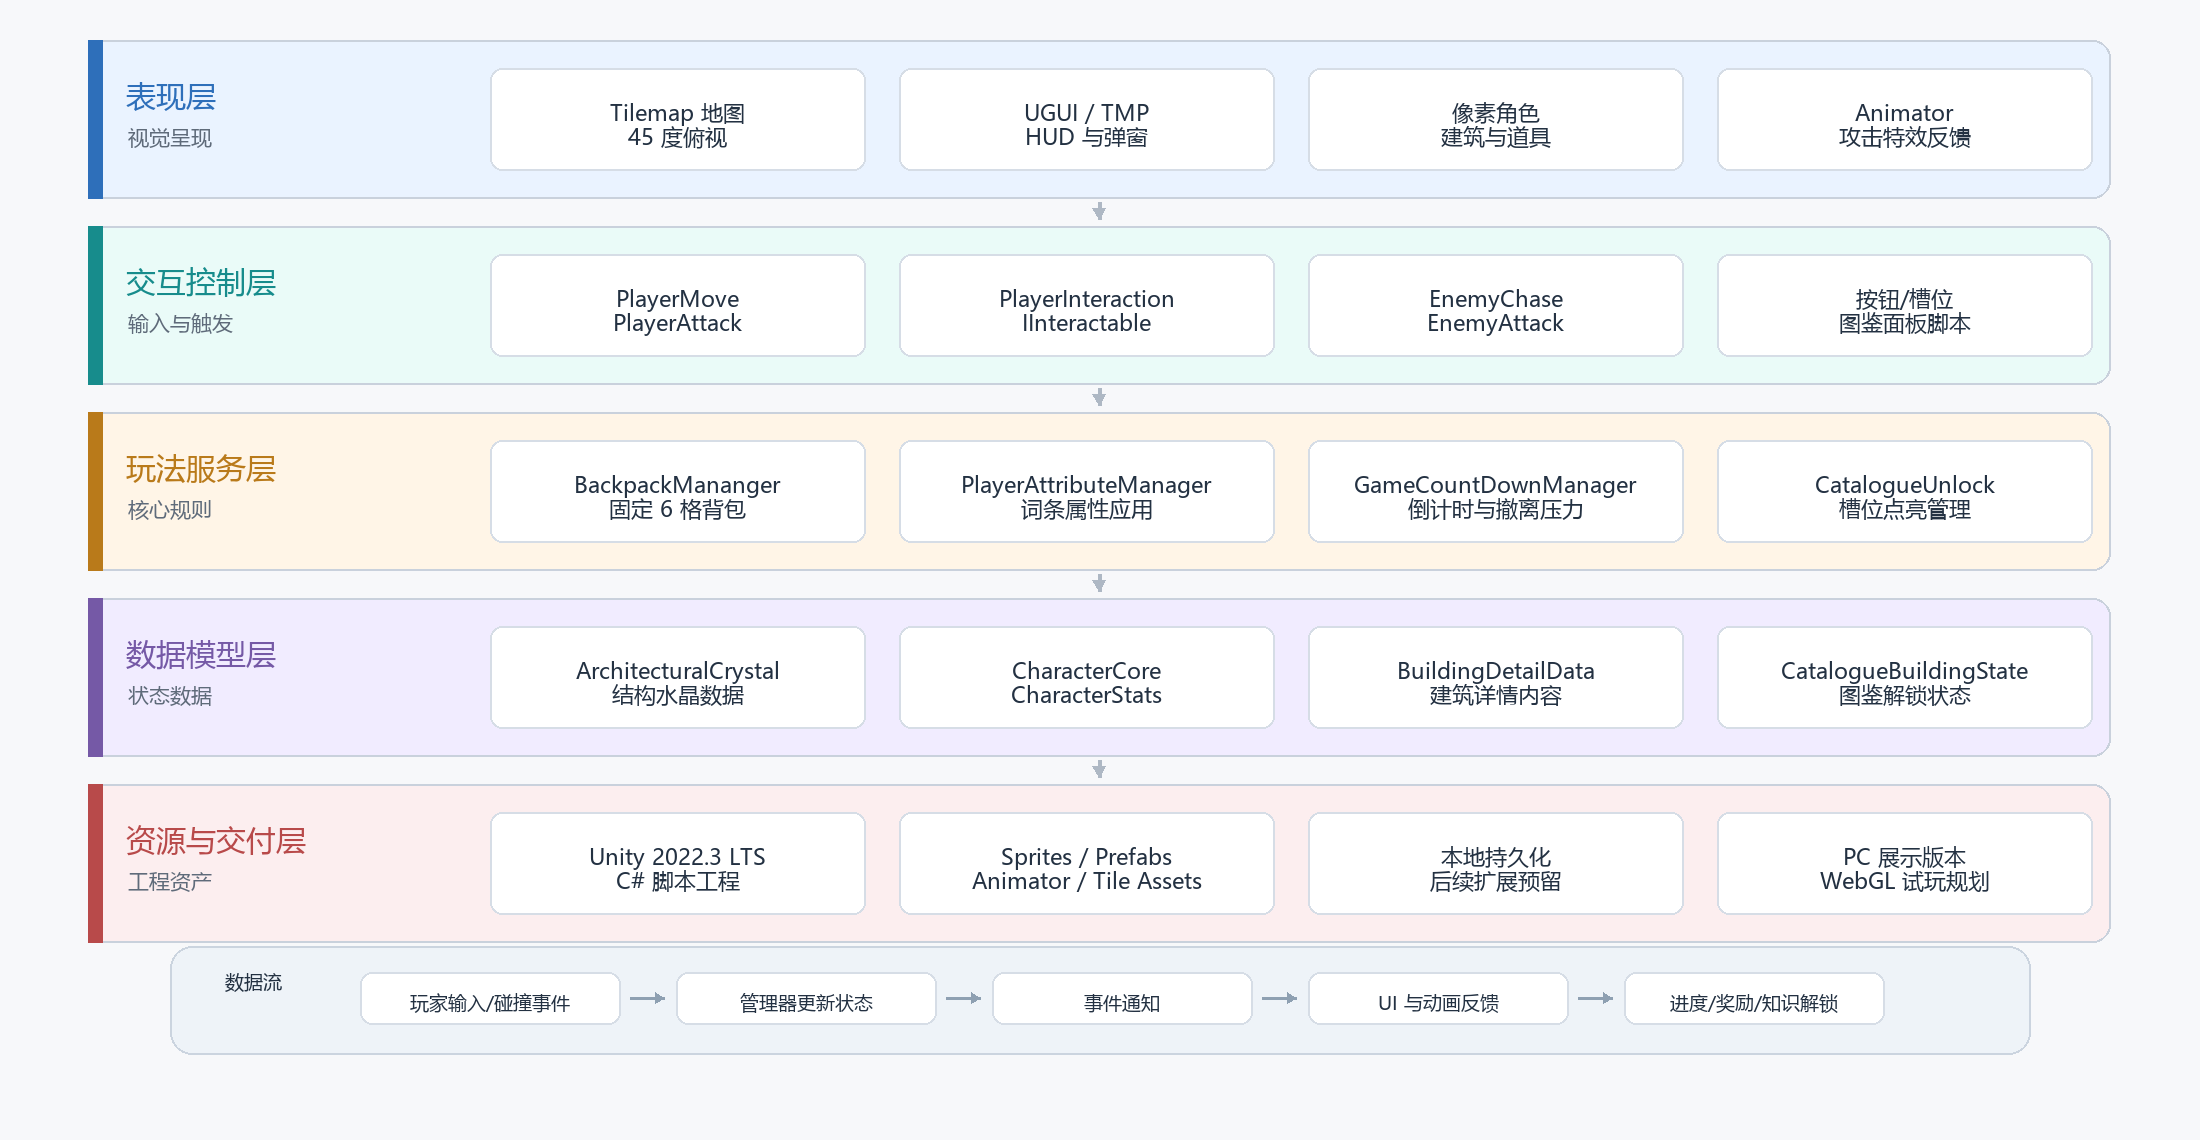 表现层
视觉呈现
Tilemap 地图
45 度俯视
UGUI / TMP
HUD 与弹窗
像素角色
建筑与道具
Animator
攻击特效反馈
交互控制层
输入与触发
PlayerMove
PlayerAttack
PlayerInteraction
IInteractable
EnemyChase
EnemyAttack
按钮/槽位
图鉴面板脚本
玩法服务层
核心规则
BackpackMananger
固定 6 格背包
PlayerAttributeManager
词条属性应用
GameCountDownManager
倒计时与撤离压力
CatalogueUnlock
槽位点亮管理
数据模型层
状态数据
ArchitecturalCrystal
结构水晶数据
CharacterCore
CharacterStats
BuildingDetailData
建筑详情内容
CatalogueBuildingState
图鉴解锁状态
资源与交付层
工程资产
Unity 2022.3 LTS
C# 脚本工程
Sprites / Prefabs
Animator / Tile Assets
本地持久化
后续扩展预留
PC 展示版本
WebGL 试玩规划
数据流
玩家输入/碰撞事件
管理器更新状态
事件通知
UI 与动画反馈
进度/奖励/知识解锁